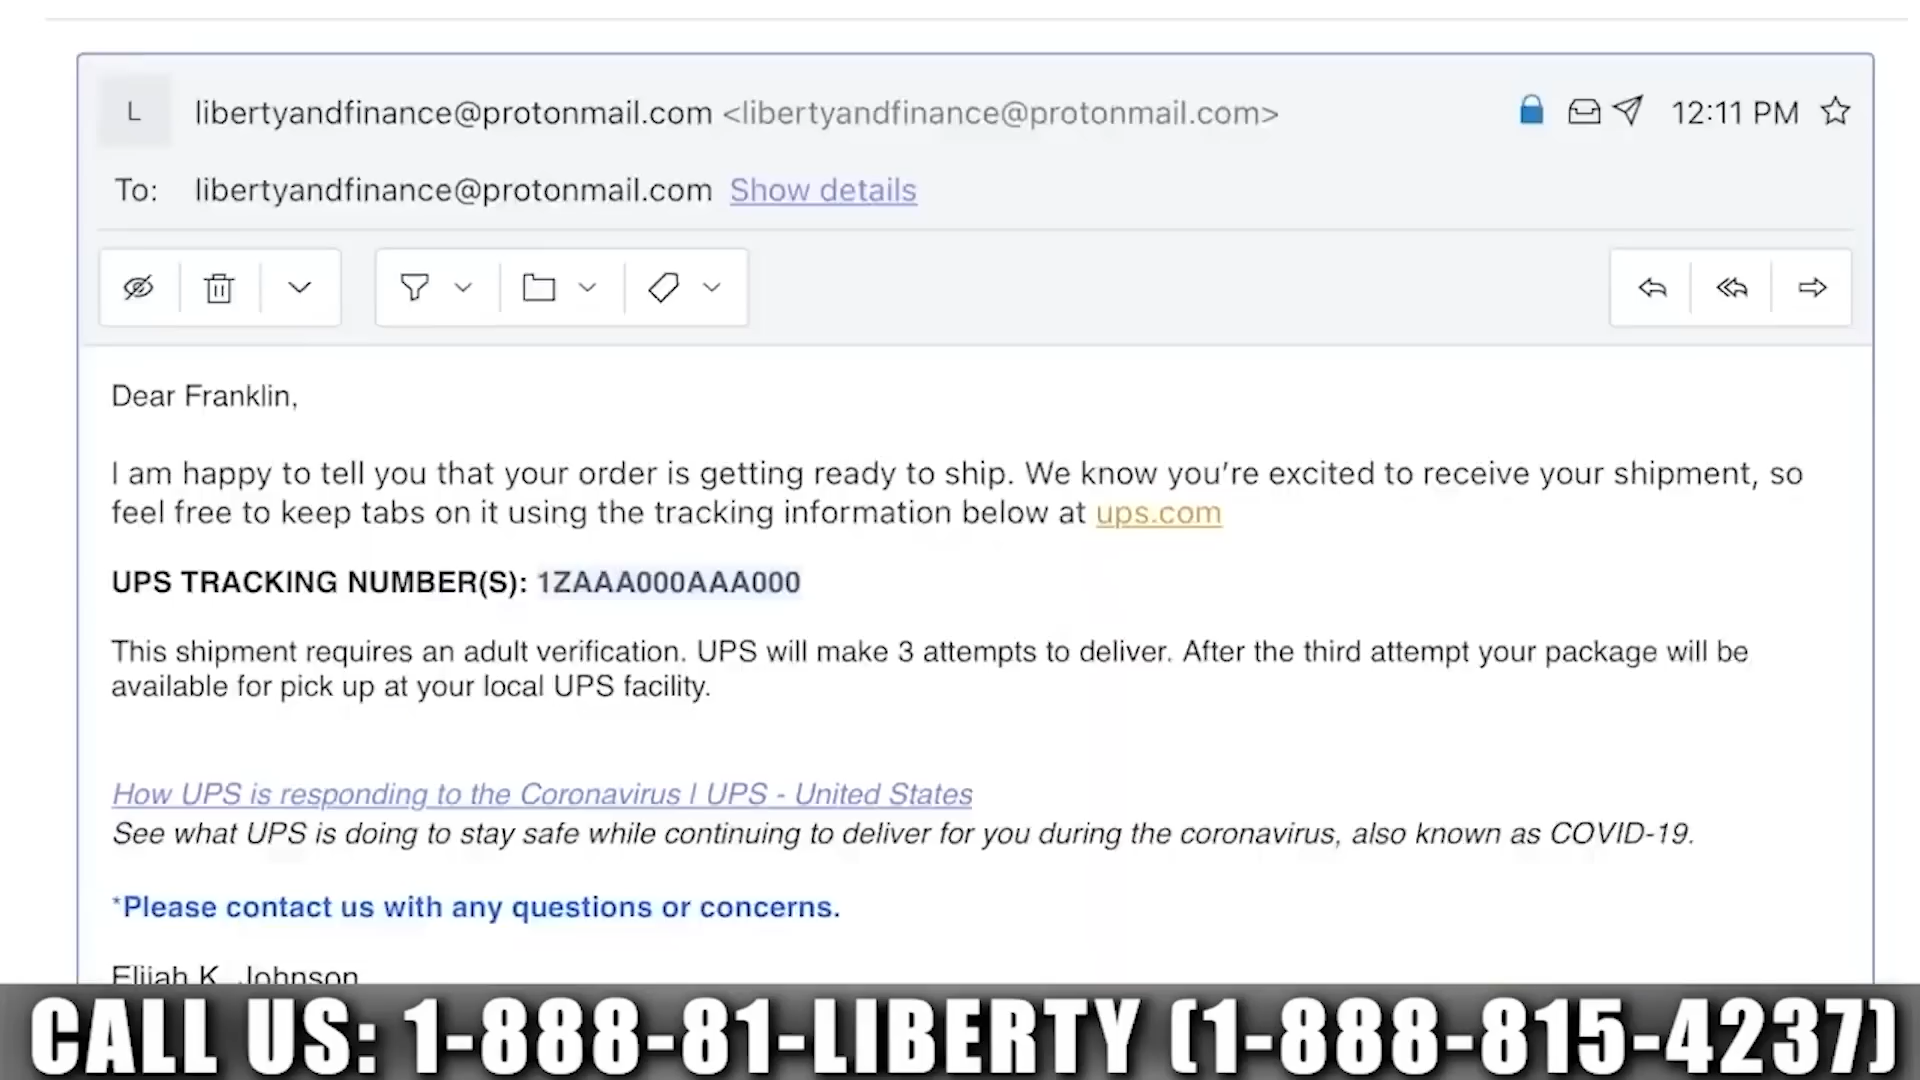 L
libertyandfinance@protonmail.com <libertyandfinance@protonmail.com>
12:11 PM
To: libertyandfinance@protonmail.com Show details
Dear Franklin,
I am happy to tell you that your order is getting ready to ship. We know you're excited to receive your shipment, so
feel free to keep tabs on it using the tracking information below at ups.com
UPS TRACKING NUMBER(S): 1ZAAA000AAA000
This shipment requires an adult verification. UPS will make 3 attempts to deliver. After the third attempt your package will be
available for pick up at your local UPS facility.
How UPS is responding to the Coronavirus | UPS - United States
See what UPS is doing to stay safe while continuing to deliver for you during the coronavirus, also known as COVID-19.
*Please contact us with any questions or concerns.
Elijah K. Johnson
CALL US: 1-888-81-LIBERTY (1-888-815-4237)